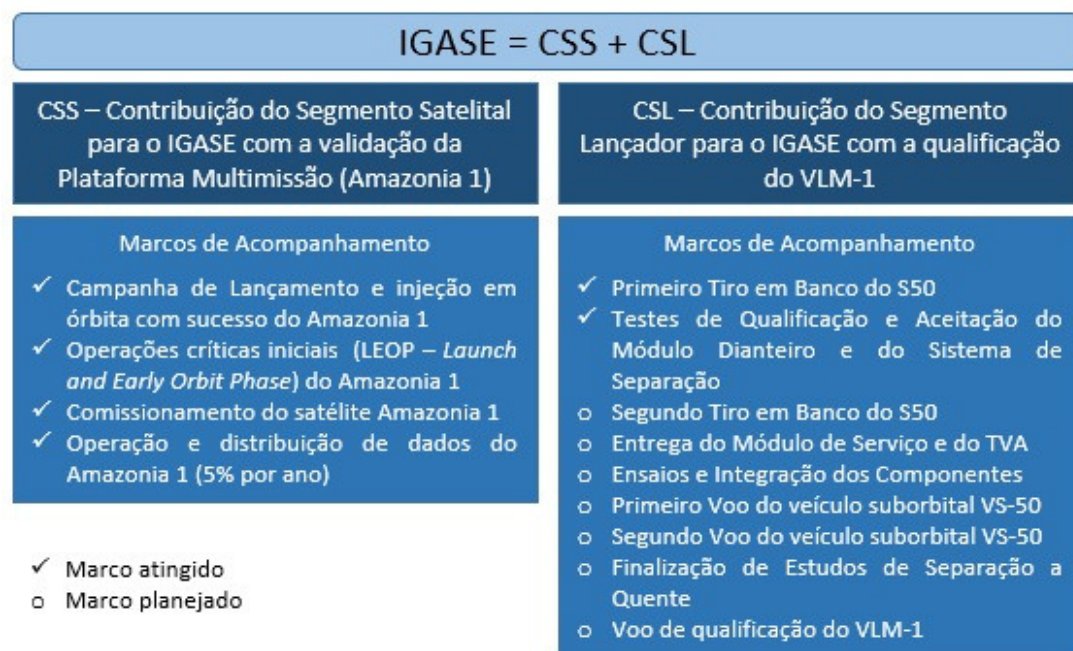 IGASE = CSS + CSL
CSS – Contribuição do Segmento Satelital
para o IGASE com a validação da
Plataforma Multimissão (Amazonia 1)
Marcos de Acompanhamento
✓ Campanha de Lançamento e injeção em
órbita com sucesso do Amazonia 1
✓ Operações críticas iniciais (LEOP – Launch
and Early Orbit Phase) do Amazonia 1
✓ Comissionamento do satélite Amazonia 1
✓ Operação e distribuição de dados do
Amazonia 1 (5% por ano)
✓ Marco atingido
o Marco planejado
CSL – Contribuição do Segmento
Lançador para o IGASE com a qualificação
do VLM-1
Marcos de Acompanhamento
✓ Primeiro Tiro em Banco do S50
✓ Testes de Qualificação e Aceitação do
Módulo Dianteiro e do Sistema de
Separação
o Segundo Tiro em Banco do S50
o Entrega do Módulo de Serviço e do TVA
o Ensaios e Integração dos Componentes
o Primeiro Voo do veículo suborbital VS-50
o Segundo Voo do veículo suborbital VS-50
o Finalização de Estudos de Separação a
Quente
o Voo de qualificação do VLM-1